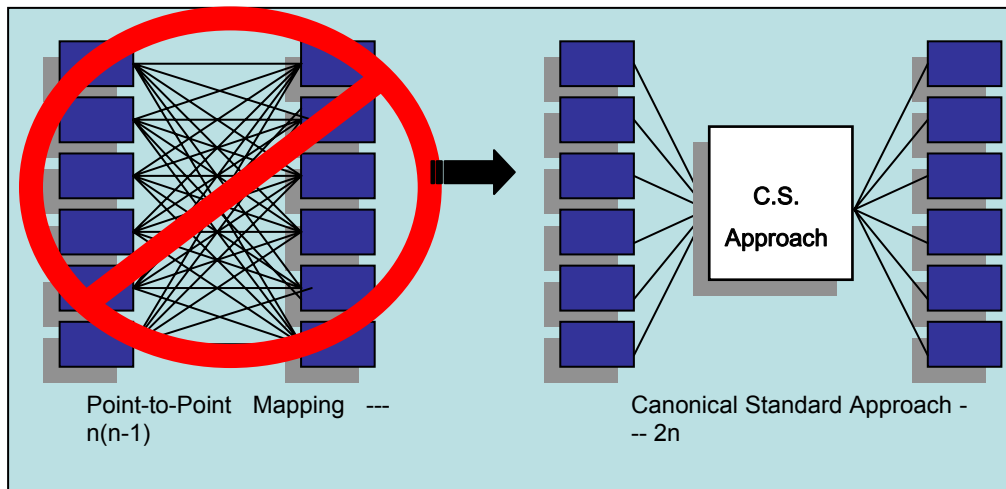 C.S.
Approach
Point-to-Point Mapping ---
n(n-1)
Canonical Standard Approach -
-- 2n